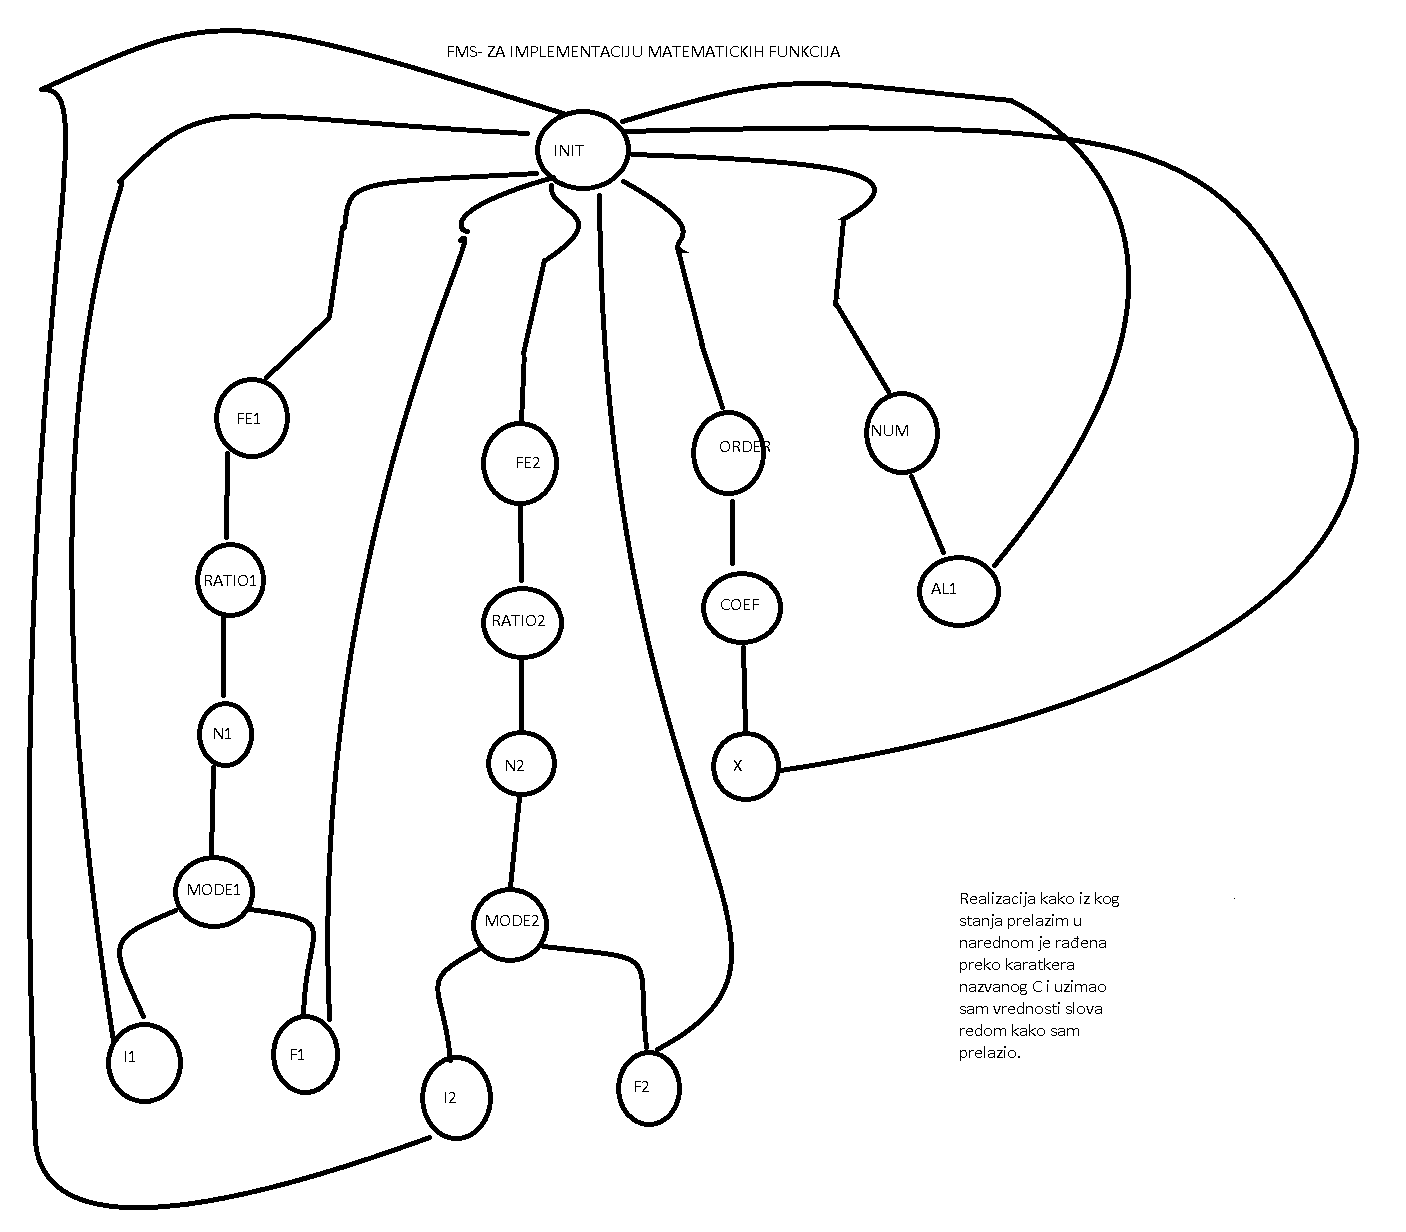 FMS- ZA IMPLEMENTACIJU MATEMATICKIH FUNKCIJA
INIT
FE1
FE2
ORDER
NUM
RATIO1
RATIO2
COEF
AL1
N1
N2
X
MODE1
MODE2
I1
F1
I2
F2
Realizacija kako iz kog
stanja prelazim u
narednom je rađena
preko karatkera
nazvanog C i uzimao
sam vrednosti slova
redom kako sam
prelazio.